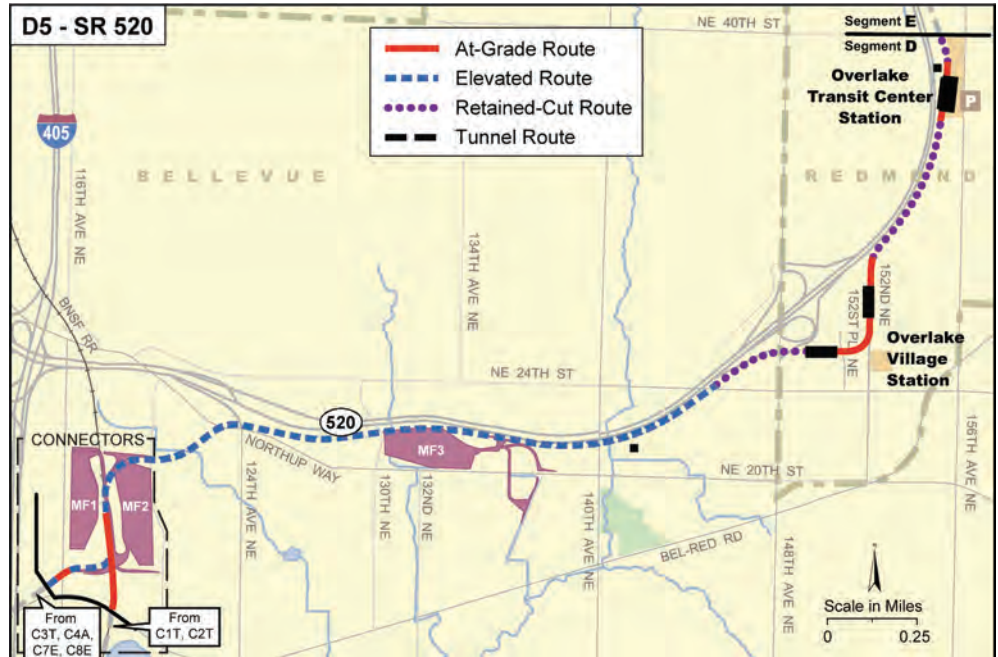 D5 - SR 520
At-Grade Route
Elevated Route
Retained-Cut Route
Tunnel Route
NE 40TH ST
Segment E
Segment D
Overlake
Transit Center
Station
P
405
116TH AVE NE
BELLEVUE
REDMOND
134TH AVE NE
BNSF RR
152ND NE
152ST PL NE
Overlake
Village
Station
NE 24TH ST
520
NORTHUP WAY
CONNECTORS
MF1
MF2
MF3
124TH AVE NE
130TH NE
132ND NE
140TH AVE NE
NE 20TH ST
148TH AVE NE
156TH AVE NE
BEL-RED RD
From
C3T, C4A,
C7E, C8E
From
C1T, C2T
Scale in Miles
0
0.25